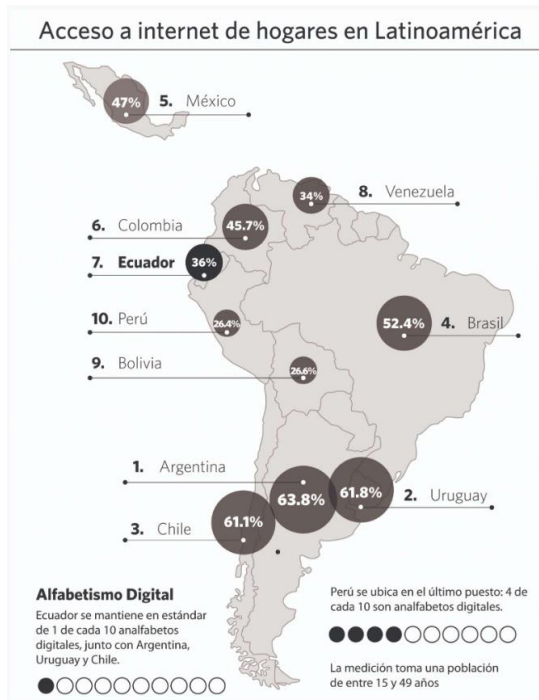 Acceso a internet de hogares en Latinoamérica
47% 5. México
34% 8. Venezuela
6. Colombia 45.7%
7. Ecuador 36%
10. Perú 26.4%
52.4% 4. Brasil
9. Bolivia 26.6%
1. Argentina 63.8%
61.8% 2. Uruguay
3. Chile 61.1%
Alfabetismo Digital
Ecuador se mantiene en estándar
de 1 de cada 10 analfabetos
digitales, junto con Argentina,
Uruguay y Chile.
Perú se ubica en el último puesto: 4 de
cada 10 son analfabetos digitales.
La medición toma una población
de entre 15 y 49 años